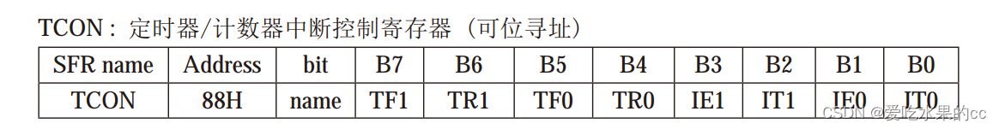 TCON : 定时器/计数器中断控制寄存器 (可位寻址)
SFR name Address bit B7 B6 B5 B4 B3 B2 B1 B0
TCON 88H name TF1 TR1 TF0 TR0 IE1 IT1 IE0 IT0
CSDN @爱吃水果的cc